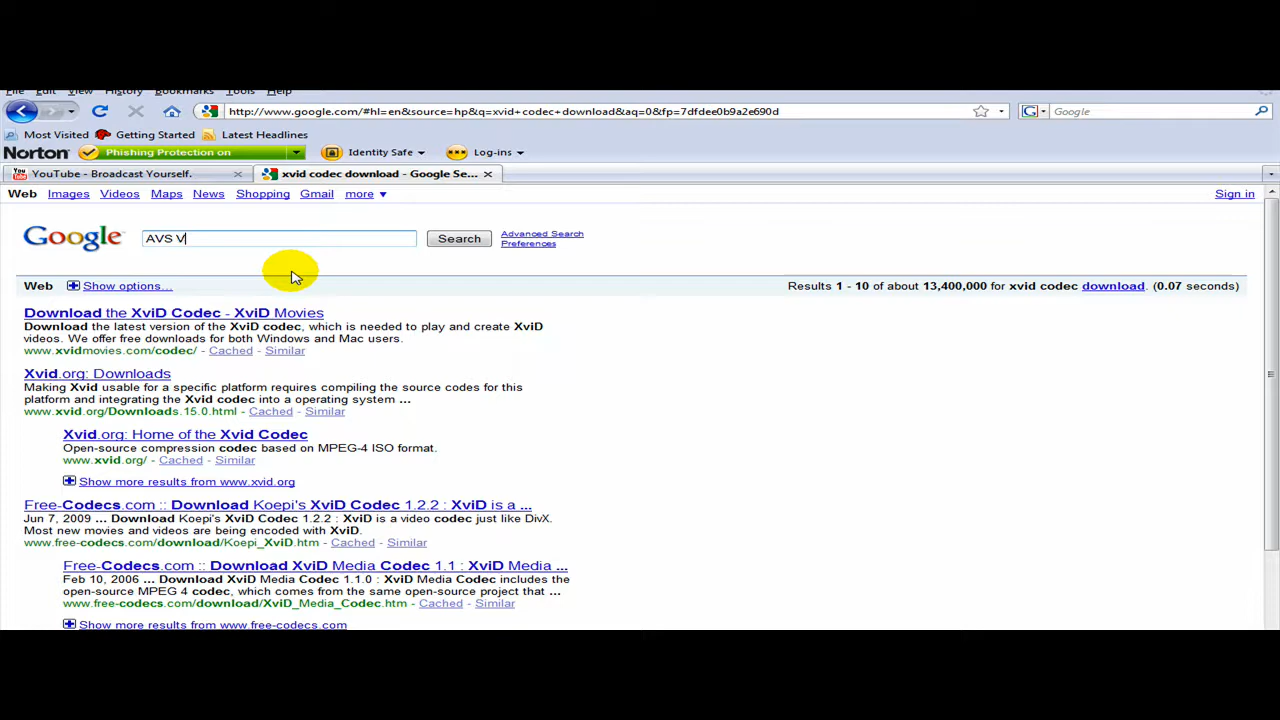 File Edit View History Bookmarks Tools Help
http://www.google.com/#hl=en&source=hp&q=xvid+codec+download&aq=0&fp=7dfdee0b9a2e690d
Google
Most Visited Getting Started Latest Headlines
Norton Phishing Protection on Identity Safe Log-ins
YouTube - Broadcast Yourself. xvid codec download - Google Se...
Web Images Videos Maps News Shopping Gmail more Sign in
Google AVS V Search Advanced Search
Preferences
Web Show options... Results 1 - 10 of about 13,400,000 for xvid codec download. (0.07 seconds)
Download the XviD Codec - XviD Movies
Download the latest version of the XviD codec, which is needed to play and create XviD
videos. We offer free downloads for both Windows and Mac users.
www.xvidmovies.com/codec/ - Cached - Similar
Xvid.org: Downloads
Making Xvid usable for a specific platform requires compiling the source codes for this
platform and integrating the Xvid codec into a operating system ...
www.xvid.org/Downloads.15.0.html - Cached - Similar
Xvid.org: Home of the Xvid Codec
Open-source compression codec based on MPEG-4 ISO format.
www.xvid.org/ - Cached - Similar
Show more results from www.xvid.org
Free-Codecs.com :: Download Koepi's XviD Codec 1.2.2 : XviD is a ...
Jun 7, 2009 ... Download Koepi's XviD Codec 1.2.2 : XviD is a video codec just like DivX.
Most new movies and videos are being encoded with XviD.
www.free-codecs.com/download/Koepi_XviD.htm - Cached - Similar
Free-Codecs.com :: Download XviD Media Codec 1.1 : XviD Media ...
Feb 10, 2006 ... Download XviD Media Codec 1.1.0 : XviD Media Codec includes the
open-source MPEG 4 codec, which comes from the same open-source project that ...
www.free-codecs.com/download/XviD_Media_Codec.htm - Cached - Similar
Show more results from www.free-codecs.com